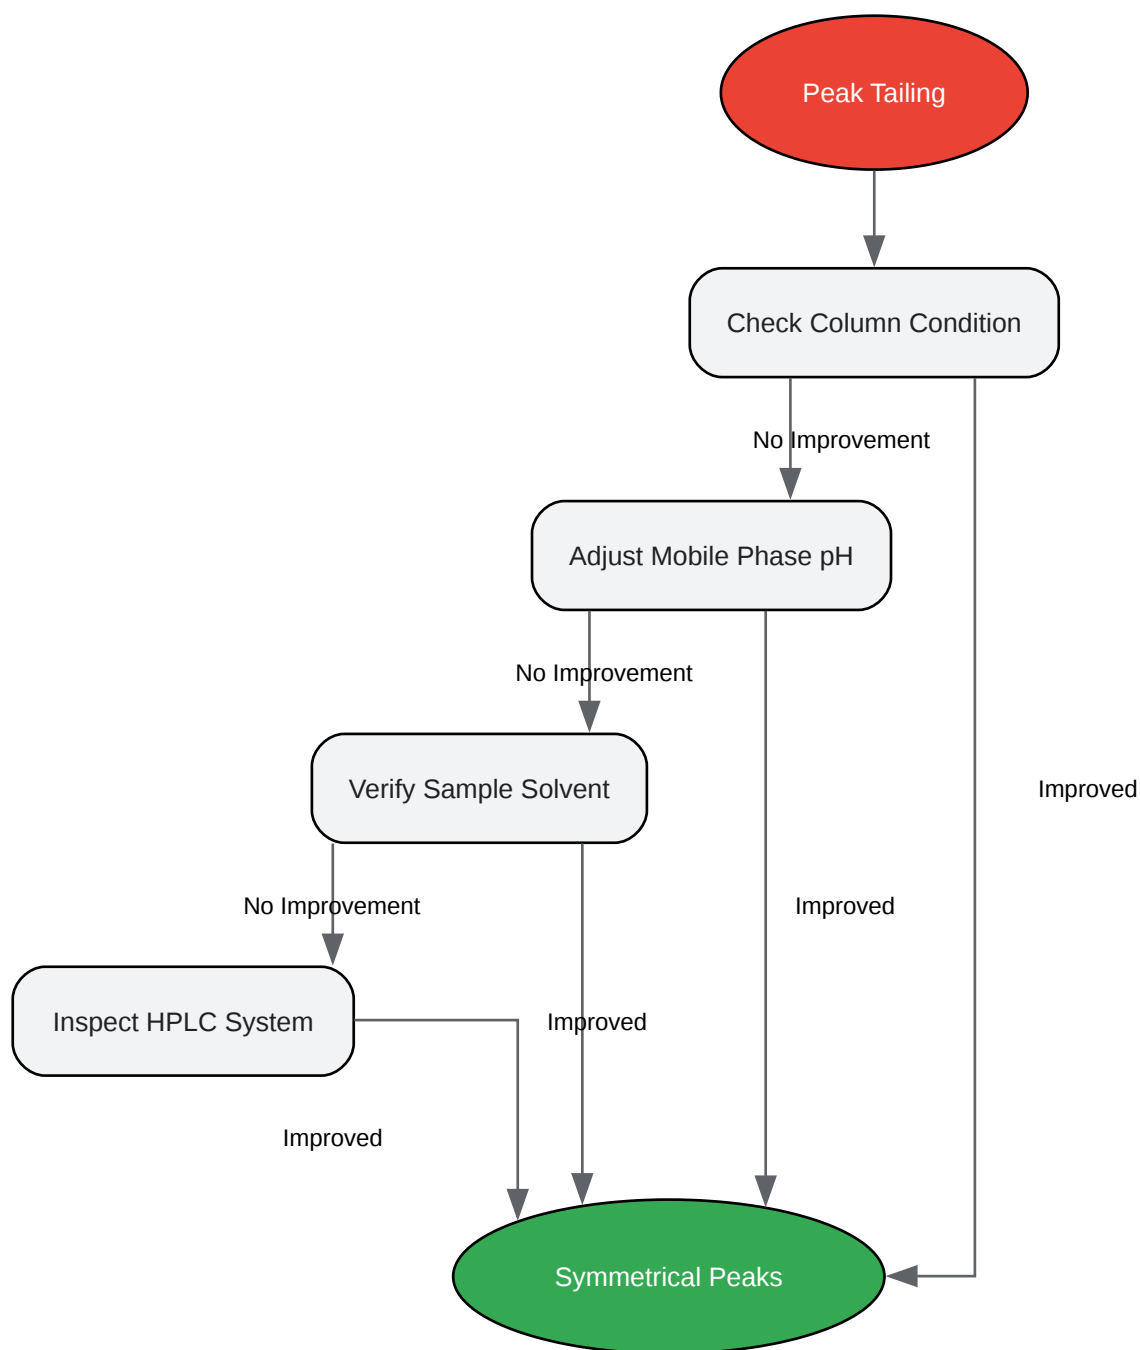 Peak Tailing
Check Column Condition
No Improvement
Adjust Mobile Phase pH
No Improvement
Verify Sample Solvent
Improved
No Improvement
Improved
Inspect HPLC System
Improved
Improved
Symmetrical Peaks